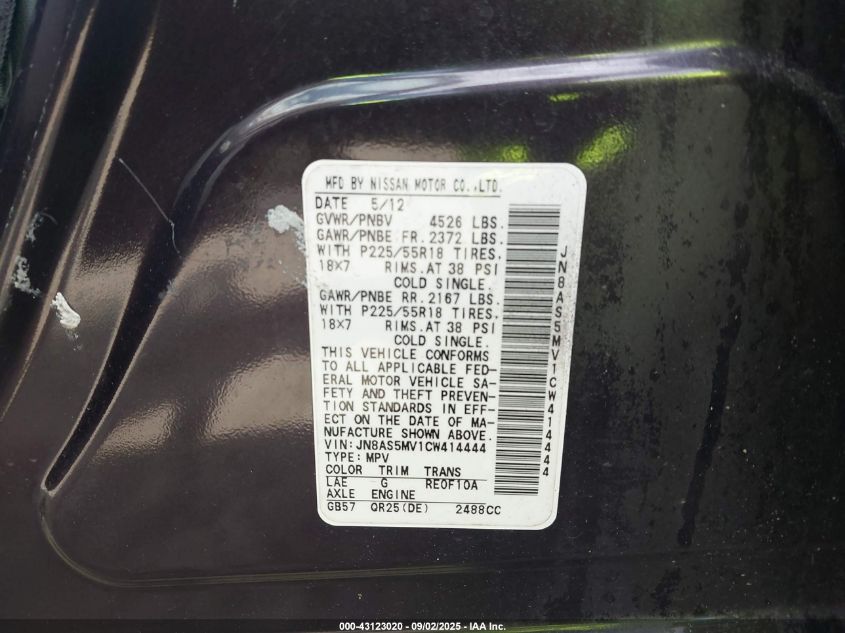 MFD BY NISSAN MOTOR CO.,LTD.
DATE 5/12
GVWR/PNBV 4526 LBS.
GAWR/PNBE FR. 2372 LBS.
WITH P225/55R18 TIRES.
18X7 RIMS.AT 38 PSI
COLD SINGLE.
GAWR/PNBE RR. 2167 LBS.
WITH P225/55R18 TIRES.
18X7 RIMS.AT 38 PSI
COLD SINGLE.
THIS VEHICLE CONFORMS
TO ALL APPLICABLE FED-
ERAL MOTOR VEHICLE SA-
FETY AND THEFT PREVEN-
TION STANDARDS IN EFF-
ECT ON THE DATE OF MA-
NUFACTURE SHOWN ABOVE.
VIN: JN8AS5MV1CW414444
TYPE: MPV
COLOR TRIM TRANS
LAE G RE0F10A
AXLE ENGINE
GB57 QR25(DE) 2488CC
JN8AS5MV1CW414444
000-43123020 - 09/02/2025 - IAA Inc.